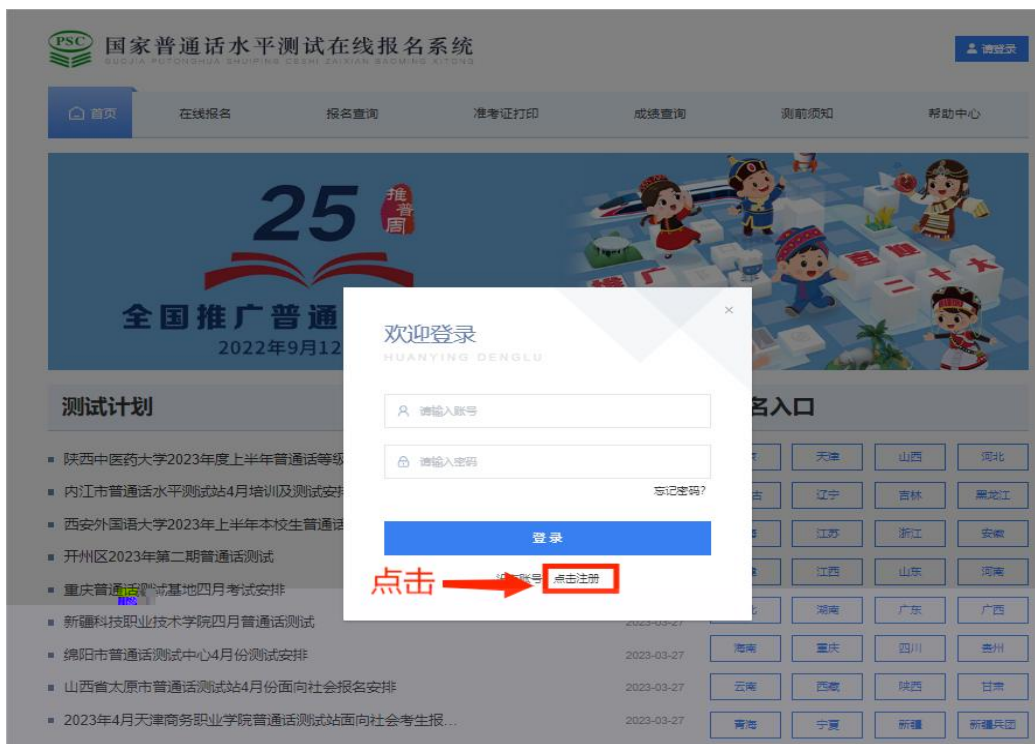 PSC 国家普通话水平测试在线报名系统
GUOJIA PUTONGHUA SHUIPING CESHI ZAIXIAN BAOMING XITONG
请登录
首页 在线报名 报名查询 准考证打印 成绩查询 测前须知 帮助中心
25 推普周
推广 喜迎二十大
全国推广普通
2022年9月12
欢迎登录
HUANYING DENGLU
请输入账号
请输入密码
忘记密码?
登录
点击 账号 点击注册
测试计划 名入口
陕西中医药大学2023年度上半年普通话等级
内江市普通话水平测试站4月培训及测试安排
西安外国语大学2023年上半年本校生普通话
开州区2023年第二期普通话测试
重庆普通话测试基地四月考试安排
新疆科技职业技术学院四月普通话测试 2023-03-27
绵阳市普通话测试中心4月份测试安排 2023-03-27
山西省太原市普通话测试站4月份面向社会报名安排 2023-03-27
2023年4月天津商务职业学院普通话测试站面向社会考生报... 2023-03-27
天津 山西 河北
古 辽宁 吉林 黑龙江
江苏 浙江 安徽
江西 山东 河南
湖南 广东 广西
海南 重庆 四川 贵州
云南 西藏 陕西 甘肃
青海 宁夏 新疆 新疆兵团